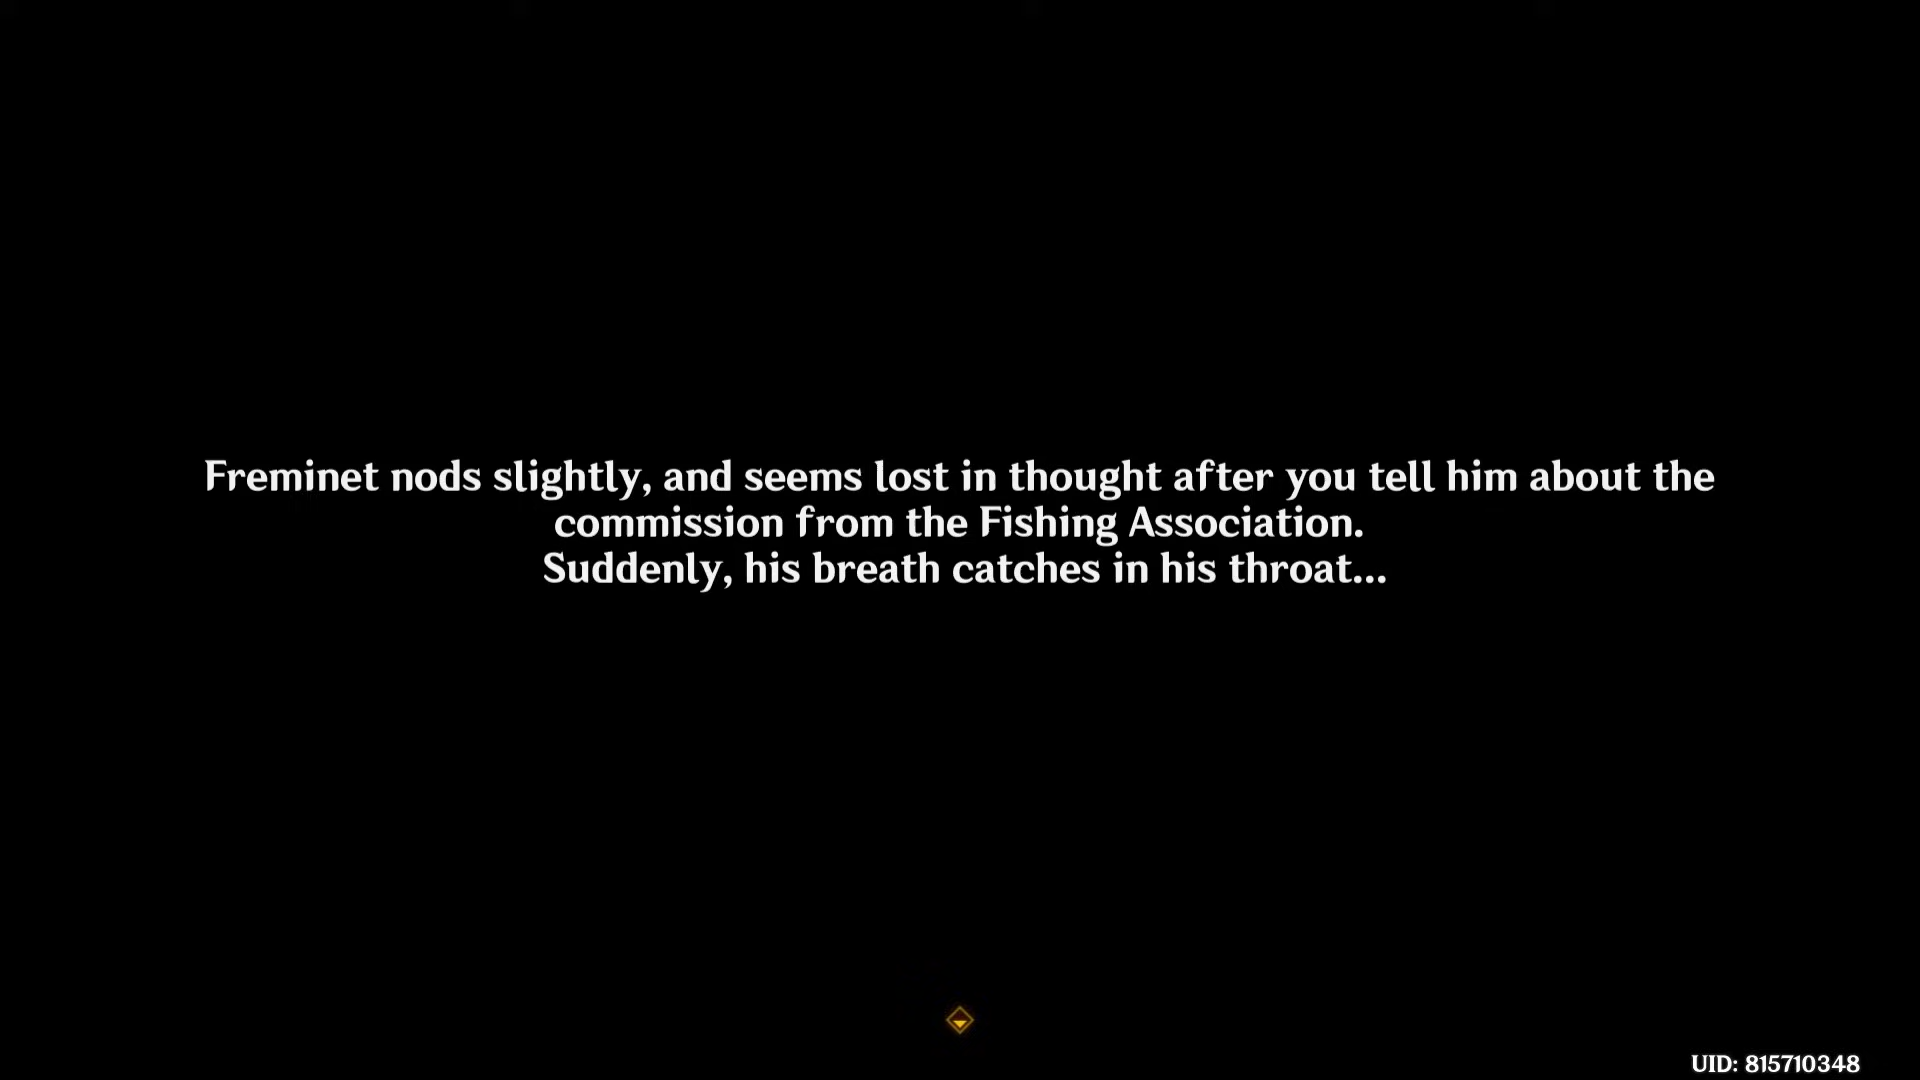 Freminet nods slightly, and seems lost in thought after you tell him about the
commission from the Fishing Association.
Suddenly, his breath catches in his throat...
UID: 815710348